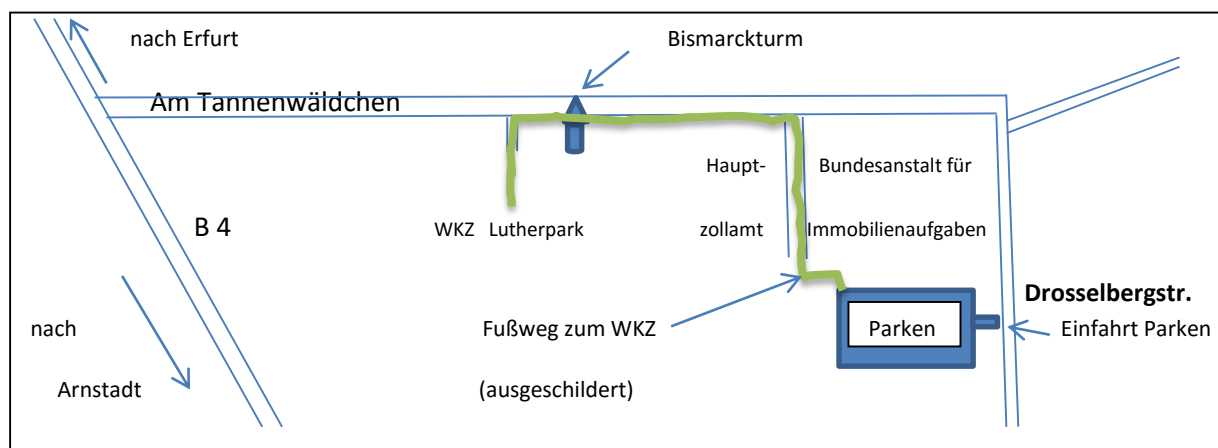 nach Erfurt
Bismarckturm
Am Tannenwäldchen
Haupt-
zollamt
Bundesanstalt für
Immobilienaufgaben
B 4
WKZ Lutherpark
Drosselbergstr.
Einfahrt Parken
Parken
Fußweg zum WKZ
(ausgeschildert)
nach
Arnstadt